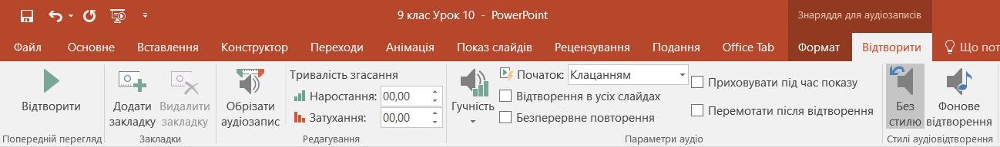 9 клас Урок 10 - PowerPoint
Знаряддя для аудіозаписів
Файл Основне Вставлення Конструктор Переходи Анімація Показ слайдів Рецензування Подання Office Tab Формат Відтворити Що пот
Відтворити
Попередній перегляд
Додати закладку
Видалити закладку
Закладки
Обрізати аудіозапис
Тривалість згасання
Наростання: 00,00
Затухання: 00,00
Редагування
Гучність
Початок: Клацанням
Відтворення в усіх слайдах
Безперервне повторення
Приховувати під час показу
Перемотати після відтворення
Параметри аудіо
Без стилю
Фонове відтворення
Стилі аудіовідтворення